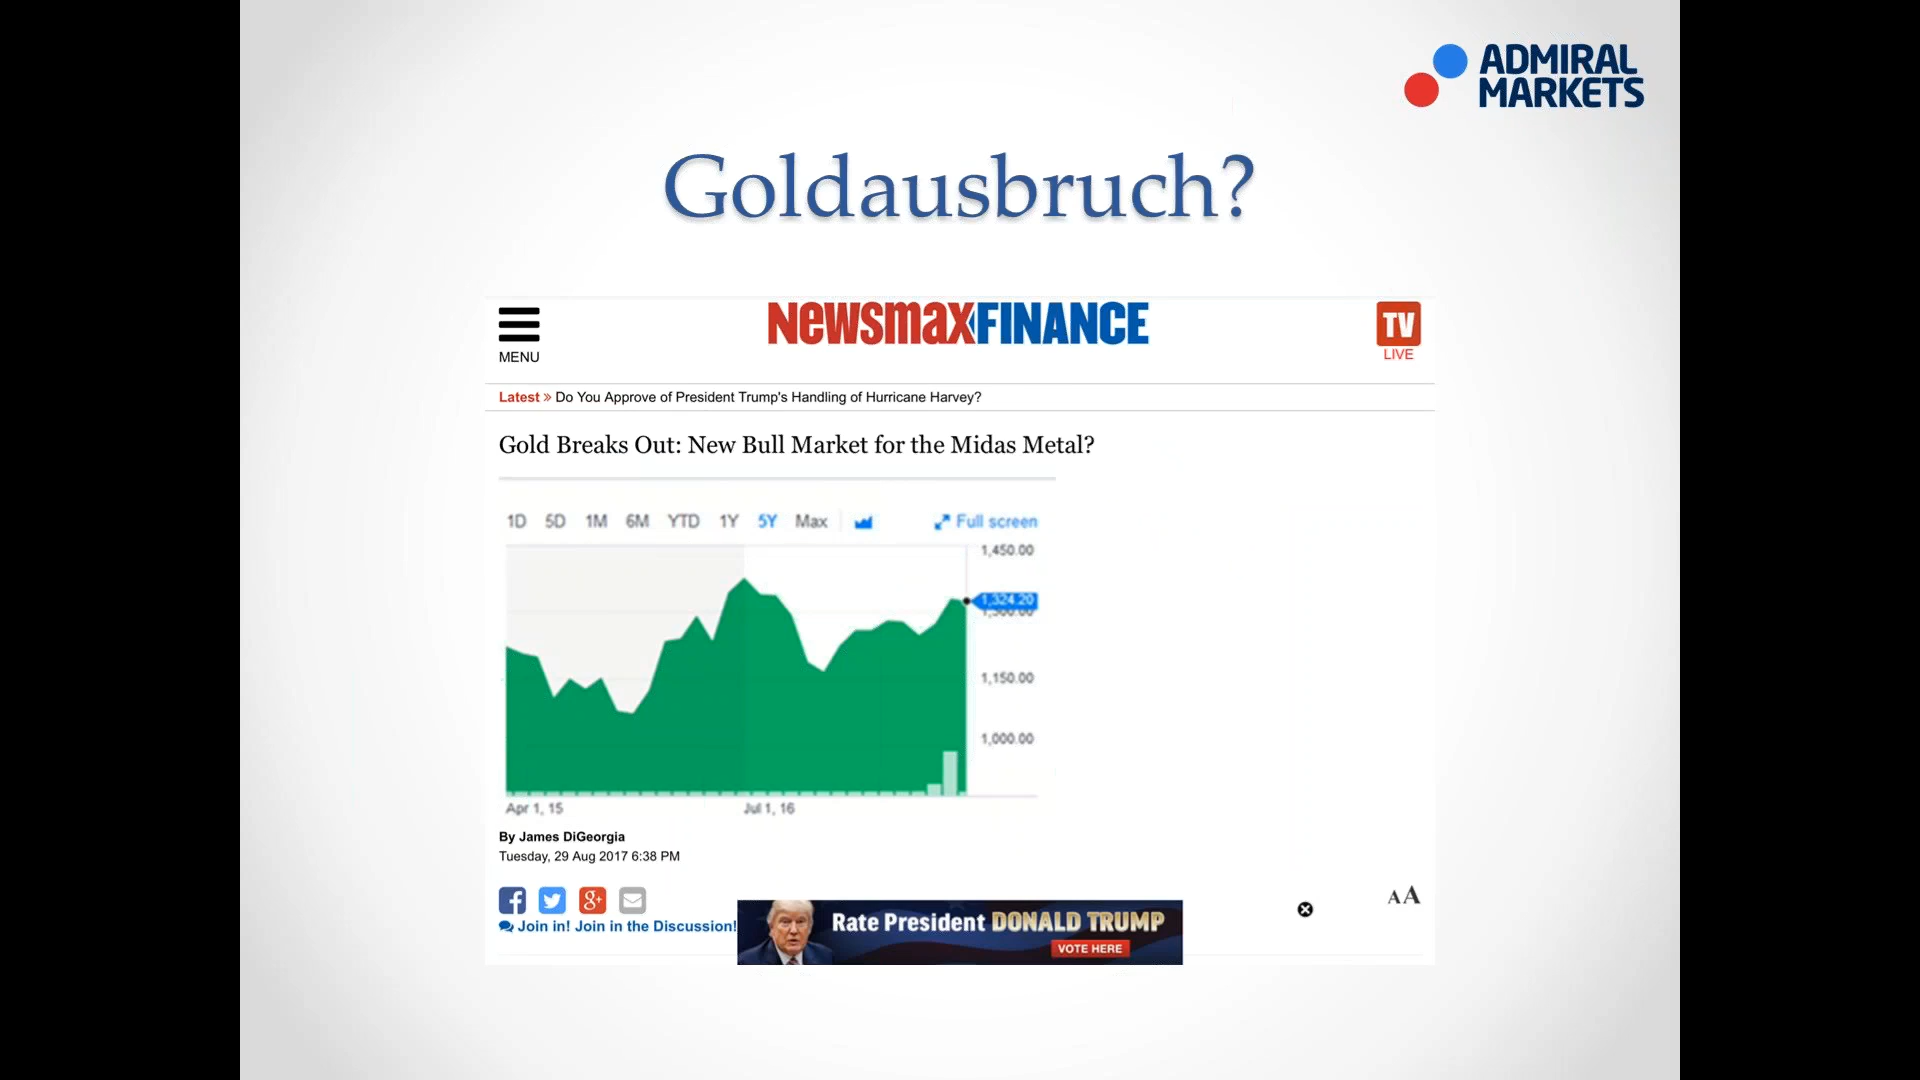 ADMIRAL
MARKETS
Goldausbruch?
MENU
NEWSMAXFINANCE
TV
LIVE
Latest » Do You Approve of President Trump's Handling of Hurricane Harvey?
Gold Breaks Out: New Bull Market for the Midas Metal?
1D 5D 1M 6M YTD 1Y 5Y Max Full screen
1,450.00
1,324.20
1,300.00
1,150.00
1,000.00
Apr 1, 15 Jul 1, 16
By James DiGeorgia
Tuesday, 29 Aug 2017 6:38 PM
f g+ AA
Join in! Join in the Discussion!
Rate President DONALD TRUMP
VOTE HERE